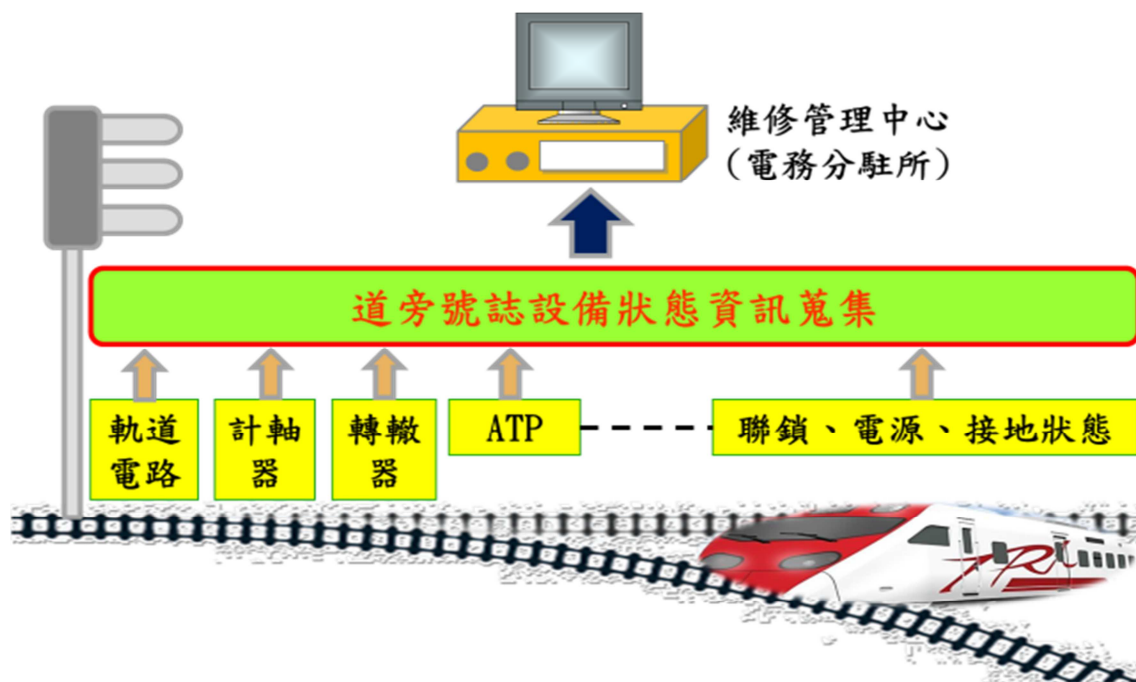 維修管理中心
(電務分駐所)
道旁號誌設備狀態資訊蒐集
軌道
電路
計軸
器
轉轍
器
ATP
聯鎖、電源、接地狀態
TRA